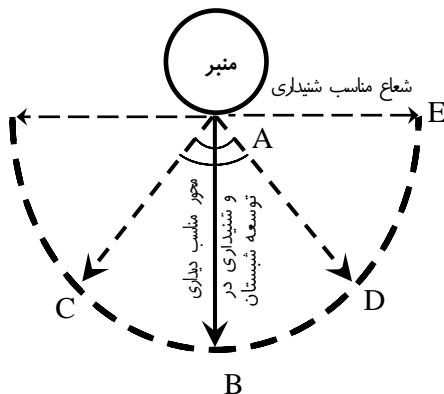 منبر
شعاع مناسب شنیداری
E
A
محور مناسب دیداری
و شنیداری در
توسعه شبستان
C
D
B